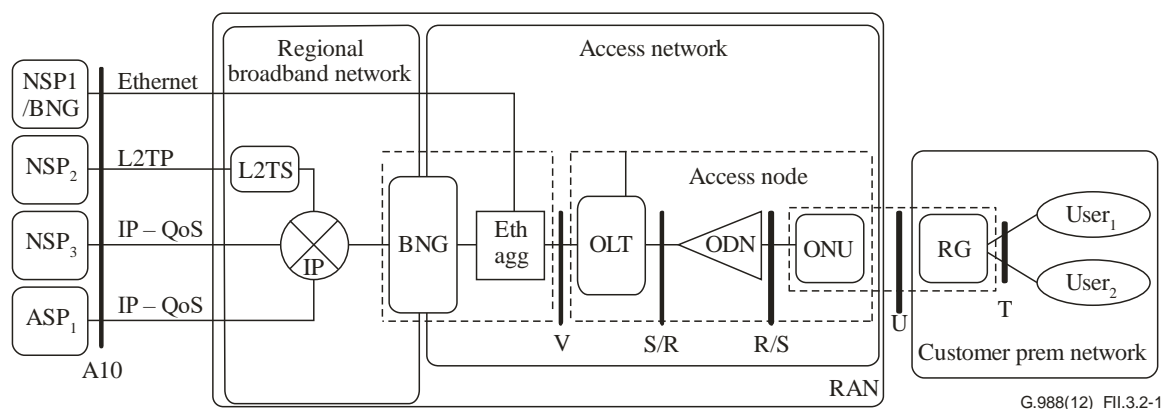 Regional
broadband network
Access network
NSP1
/BNG
Ethernet
NSP2
L2TP
L2TS
Access node
NSP3
IP – QoS
IP
BNG
Eth
agg
OLT
ODN
ONU
RG
User1
User2
ASP1
IP – QoS
A10
V
S/R
R/S
U
T
Customer prem network
RAN
G.988(12)_FII.3.2-1